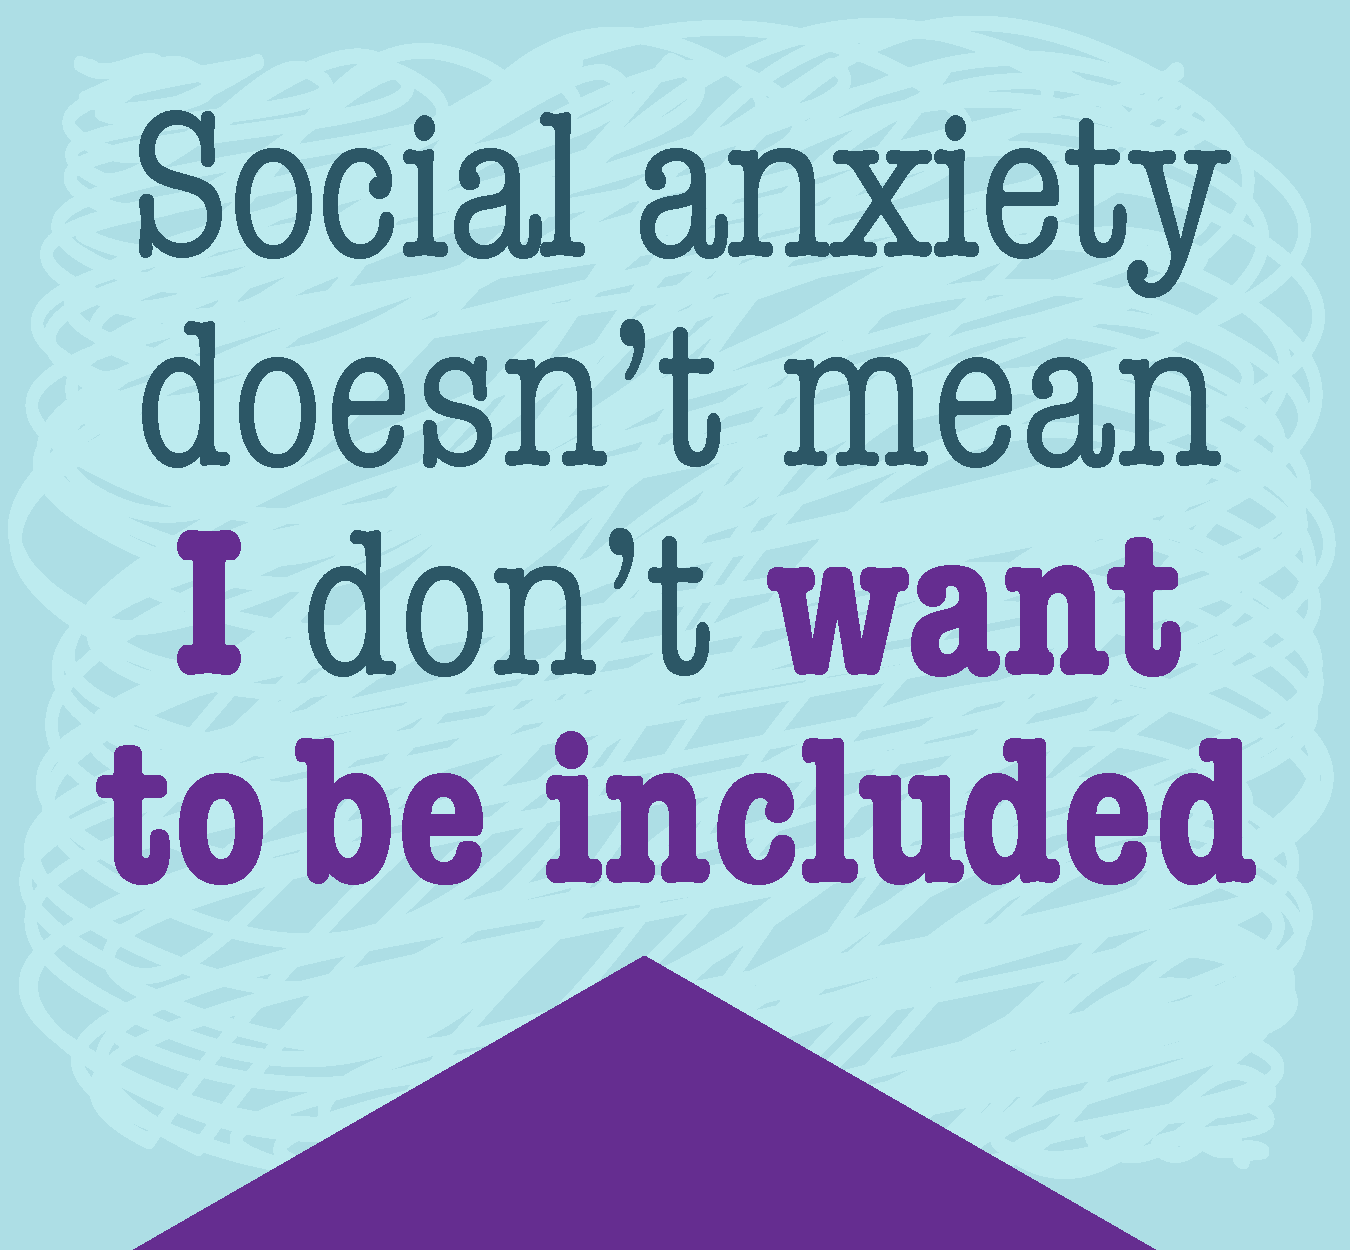 Social anxiety
doesn’t mean
I don’t want
to be included